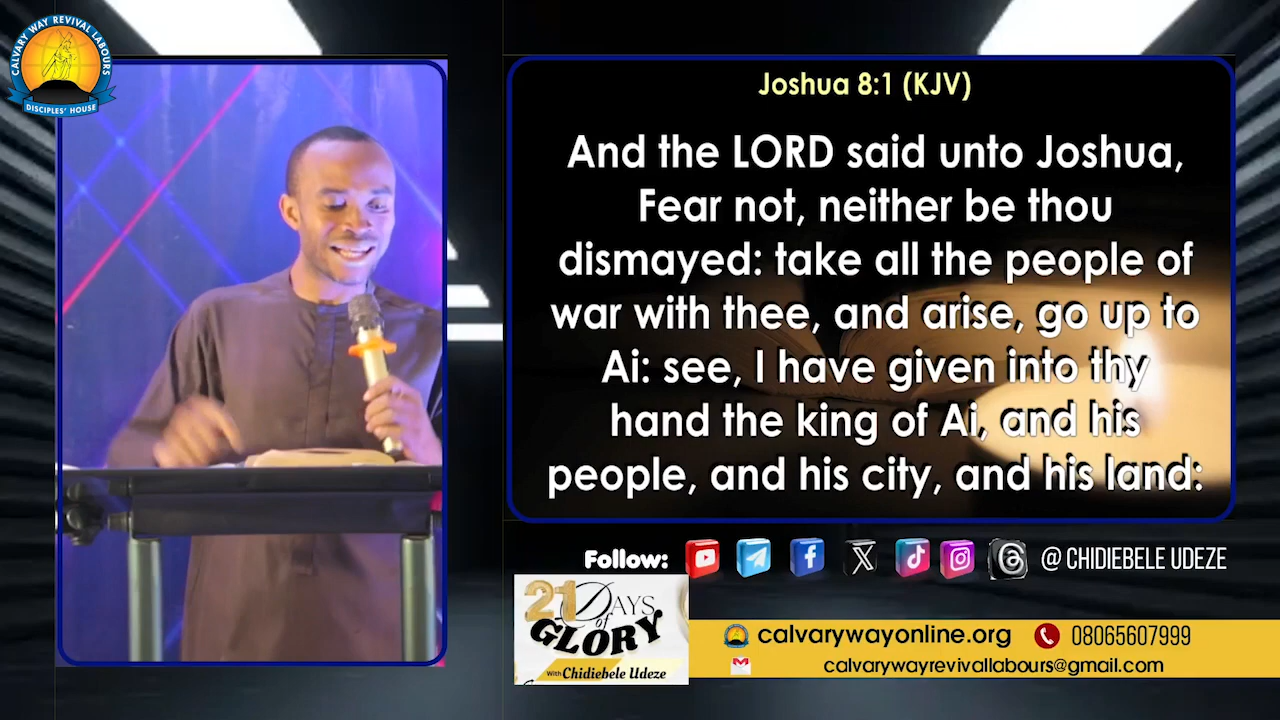 CALVARY WAY REVIVAL LABOURS
DISCIPLES' HOUSE
Joshua 8:1 (KJV)
And the LORD said unto Joshua,
Fear not, neither be thou
dismayed: take all the people of
war with thee, and arise, go up to
Ai: see, I have given into thy
hand the king of Ai, and his
people, and his city, and his land:
Follow:
@ CHIDIEBELE UDEZE
21 DAYS
of
GLORY
With Chidiebele Udeze
calvarywayonline.org
08065607999
calvarywayrevivallabours@gmail.com